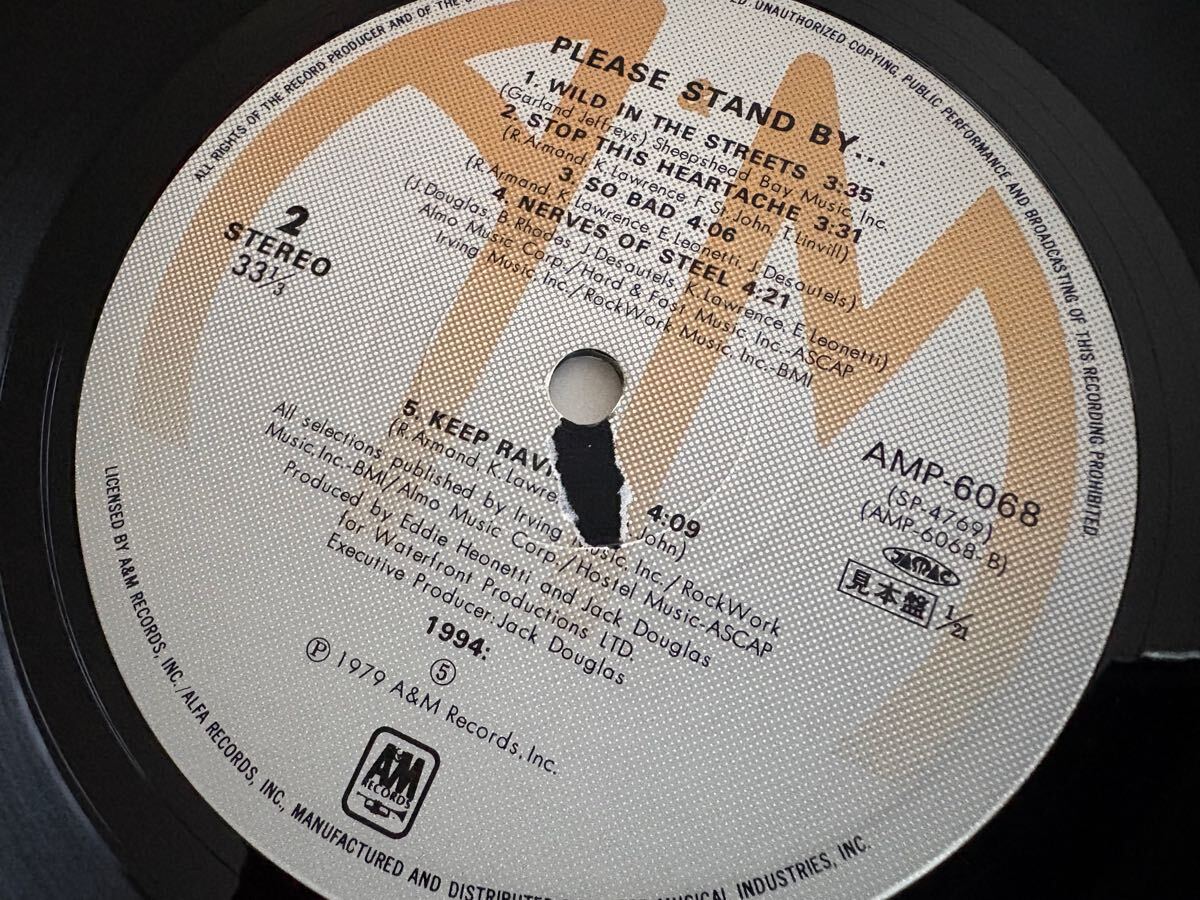 ALL RIGHTS OF THE RECORD PRODUCER AND OF THE
UNAUTHORIZED COPYING, PUBLIC PERFORMANCE AND BROADCASTING OF THIS RECORDING PROHIBITED
PLEASE STAND BY...
1. WILD IN THE STREETS 3:35
(Garland Jeffreys) Sheepshead Bay Music, Inc.
2. STOP THIS HEARTACHE 3:31
(R. Armand, K. Lawrence, F. St. John, T. Linvill)
3. SO BAD 4:06
(R. Armand, K. Lawrence, E. Leonetti, J. Desautels)
4. NERVES OF STEEL 4:21
(J. Douglas, B. Rhodes, J. Desautels, K. Lawrence, E. Leonetti)
Almo Music Corp./Hard & Fast Music, Inc. ASCAP
Irving Music, Inc./RockWork Music, Inc.-BMI
2
STEREO
33⅓
5. KEEP RAV 4:09
(R. Armand, K. Lawre John)
All selections published by Irving Music, Inc./RockWork
Music, Inc.-BMI/Almo Music Corp./Hostel Music-ASCAP
Produced by Eddie Heonetti and Jack Douglas
for Waterfront Productions LTD.
Executive Producer: Jack Douglas
1994:
⑤
Ⓟ 1979 A&M Records, Inc.
AMP-6068
(SP-4769)
(AMP-6068-B)
JASRAC
見本盤 1/21
A&M
RECORDS
LICENSED BY A&M RECORDS, INC./ALFA RECORDS, INC., MANUFACTURED AND MUSICAL INDUSTRIES, INC.